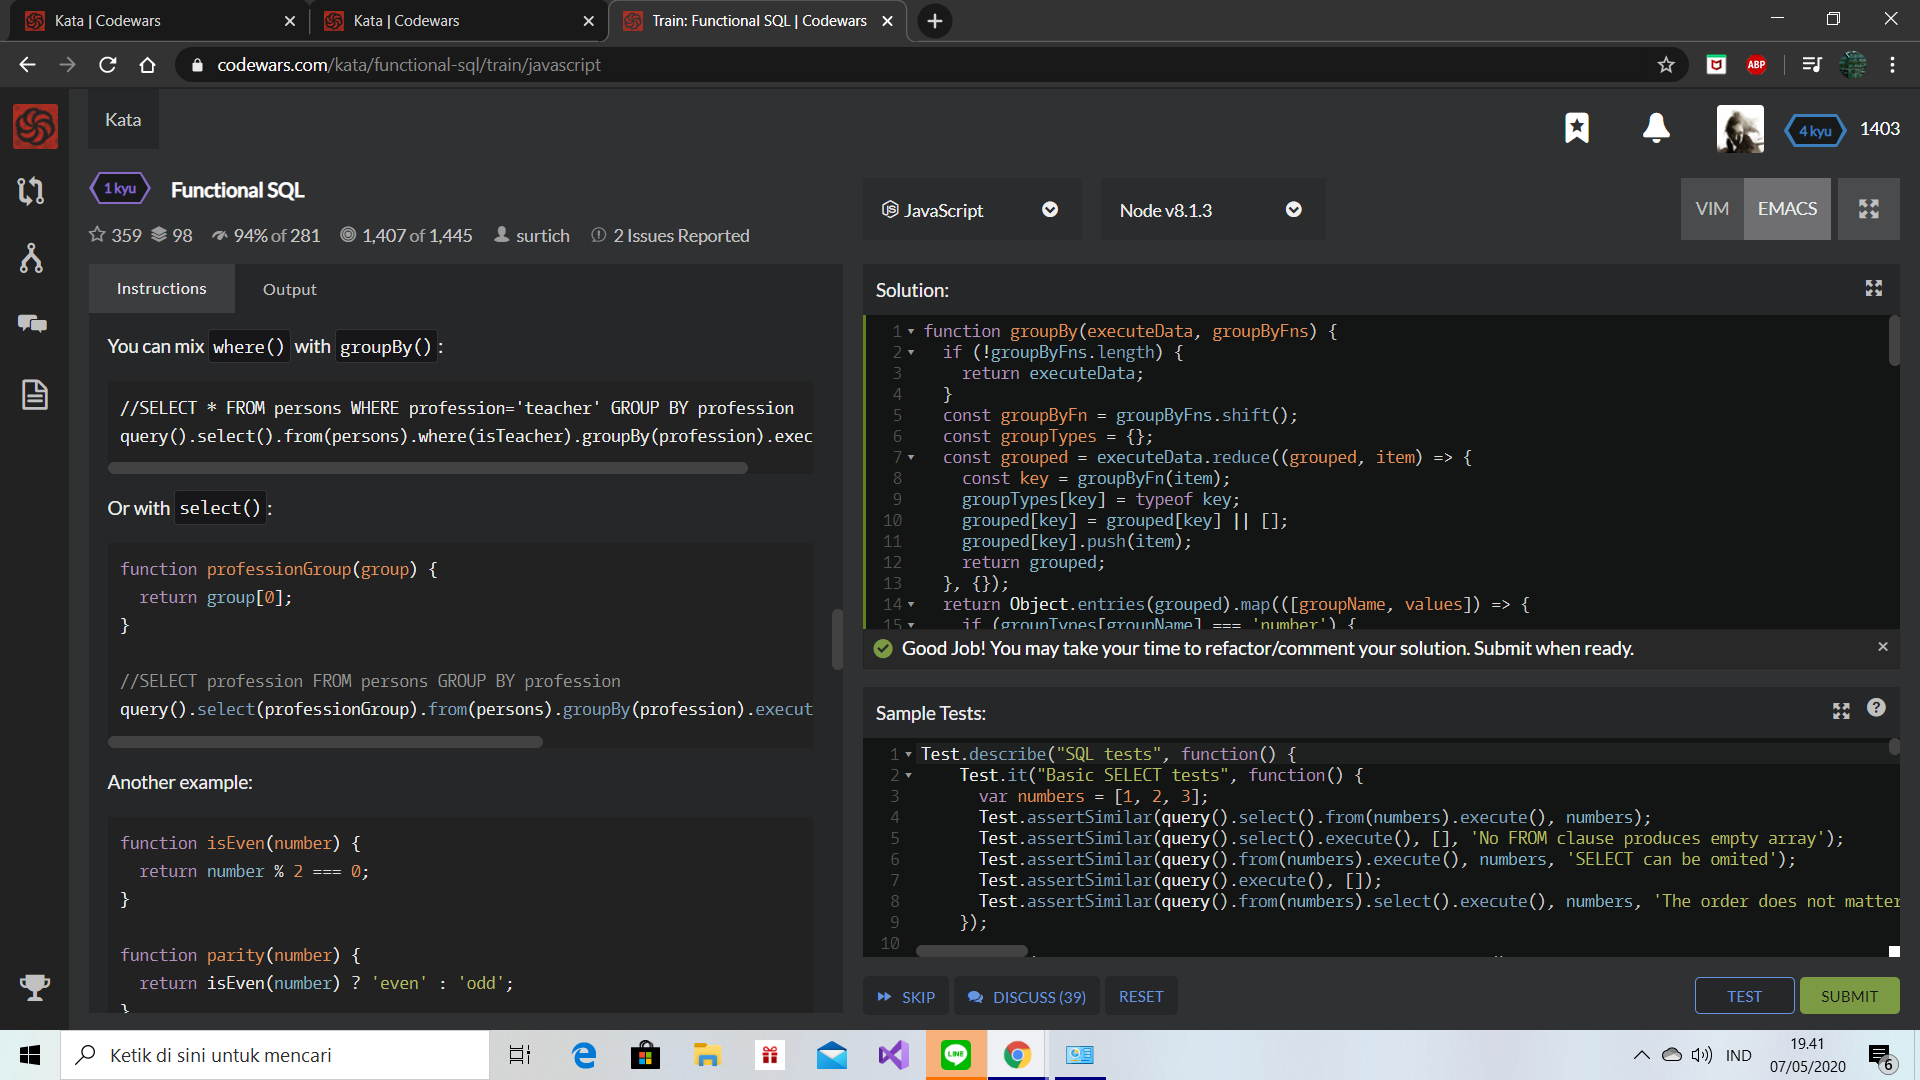 Kata | Codewars
Kata | Codewars
Train: Functional SQL | Codewars
codewars.com/kata/functional-sql/train/javascript
ABP
Kata
4 kyu
1403
1 kyu
Functional SQL
359
98
94% of 281
1,407 of 1,445
surtich
2 Issues Reported
JavaScript
Node v8.1.3
VIM
EMACS
Instructions
Output
You can mix where() with groupBy() :
//SELECT * FROM persons WHERE profession='teacher' GROUP BY profession
query().select().from(persons).where(isTeacher).groupBy(profession).exec
Or with select() :
function professionGroup(group) {
return group[0];
}
//SELECT profession FROM persons GROUP BY profession
query().select(professionGroup).from(persons).groupBy(profession).execut
Another example:
function isEven(number) {
return number % 2 === 0;
}
function parity(number) {
return isEven(number) ? 'even' : 'odd';
}
Solution:
1 function groupBy(executeData, groupByFns) {
2 if (!groupByFns.length) {
3 return executeData;
4 }
5 const groupByFn = groupByFns.shift();
6 const groupTypes = {};
7 const grouped = executeData.reduce((grouped, item) => {
8 const key = groupByFn(item);
9 groupTypes[key] = typeof key;
10 grouped[key] = grouped[key] || [];
11 grouped[key].push(item);
12 return grouped;
13 }, {});
14 return Object.entries(grouped).map(([groupName, values]) => {
15 if (groupTypes[groupName] === 'number') {
Good Job! You may take your time to refactor/comment your solution. Submit when ready.
Sample Tests:
1 Test.describe("SQL tests", function() {
2 Test.it("Basic SELECT tests", function() {
3 var numbers = [1, 2, 3];
4 Test.assertSimilar(query().select().from(numbers).execute(), numbers);
5 Test.assertSimilar(query().select().execute(), [], 'No FROM clause produces empty array');
6 Test.assertSimilar(query().from(numbers).execute(), numbers, 'SELECT can be omited');
7 Test.assertSimilar(query().execute(), []);
8 Test.assertSimilar(query().from(numbers).select().execute(), numbers, 'The order does not matter
9 });
10
SKIP
DISCUSS (39)
RESET
TEST
SUBMIT
Ketik di sini untuk mencari
LINE
IND
19.41
07/05/2020
6